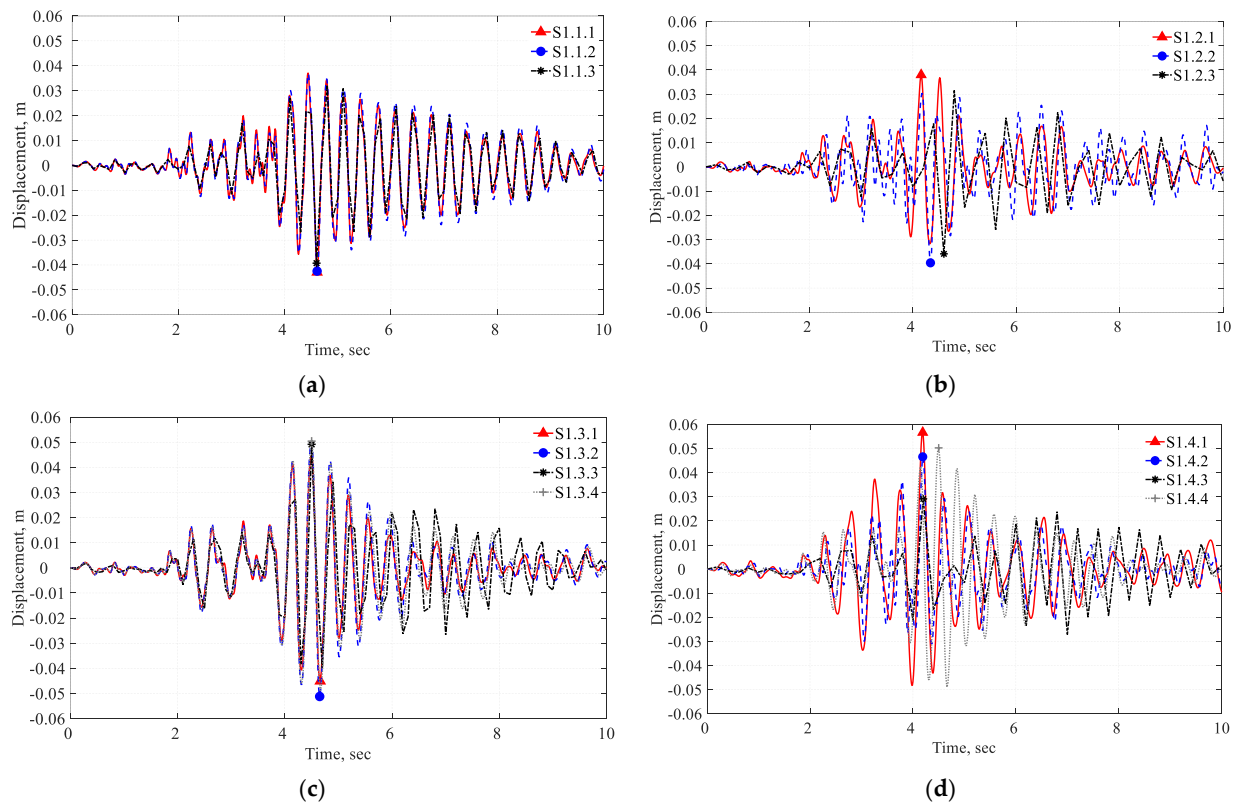 0.06
0.05
0.04
0.03
0.02
0.01
0
-0.01
-0.02
-0.03
-0.04
-0.05
-0.06
Displacement, m
S1.1.1
S1.1.2
S1.1.3
0 2 4 6 8 10
Time, sec
(a)
0.06
0.05
0.04
0.03
0.02
0.01
0
-0.01
-0.02
-0.03
-0.04
-0.05
-0.06
Displacement, m
S1.2.1
S1.2.2
S1.2.3
0 2 4 6 8 10
Time, sec
(b)
0.06
0.05
0.04
0.03
0.02
0.01
0
-0.01
-0.02
-0.03
-0.04
-0.05
-0.06
Displacement, m
S1.3.1
S1.3.2
S1.3.3
S1.3.4
0 2 4 6 8 10
Time, sec
(c)
0.06
0.05
0.04
0.03
0.02
0.01
0
-0.01
-0.02
-0.03
-0.04
-0.05
-0.06
Displacement, m
S1.4.1
S1.4.2
S1.4.3
S1.4.4
0 2 4 6 8 10
Time, sec
(d)